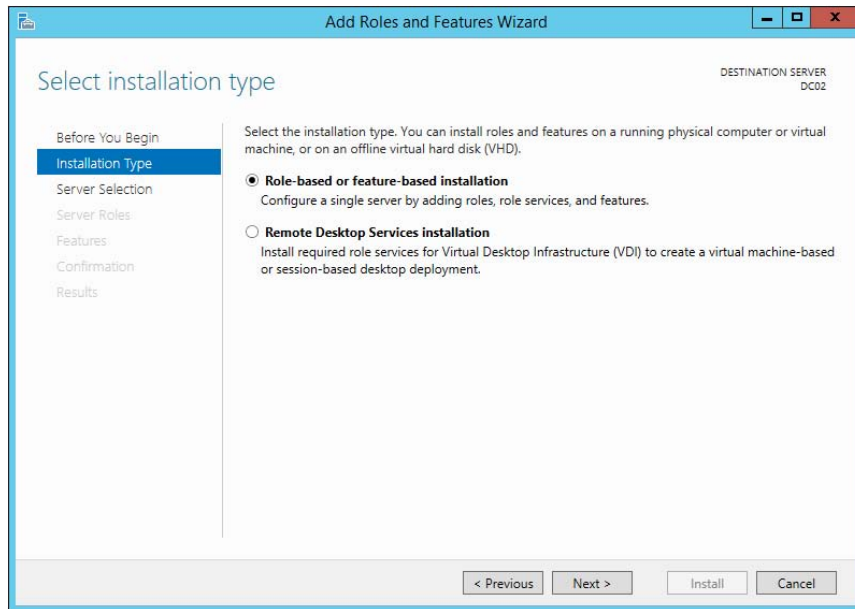 Add Roles and Features Wizard
Select installation type
DESTINATION SERVER
DC02
Before You Begin
Installation Type
Server Selection
Server Roles
Features
Confirmation
Results
Select the installation type. You can install roles and features on a running physical computer or virtual
machine, or on an offline virtual hard disk (VHD).
Role-based or feature-based installation
Configure a single server by adding roles, role services, and features.
Remote Desktop Services installation
Install required role services for Virtual Desktop Infrastructure (VDI) to create a virtual machine-based
or session-based desktop deployment.
< Previous
Next >
Install
Cancel